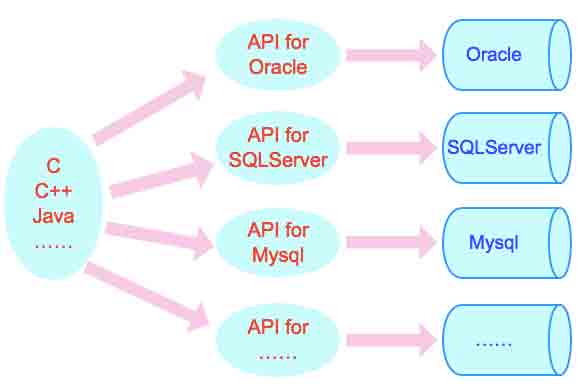 C
C++
Java
……
API for
Oracle
API for
SQLServer
API for
Mysql
API for
……
Oracle
SQLServer
Mysql
……